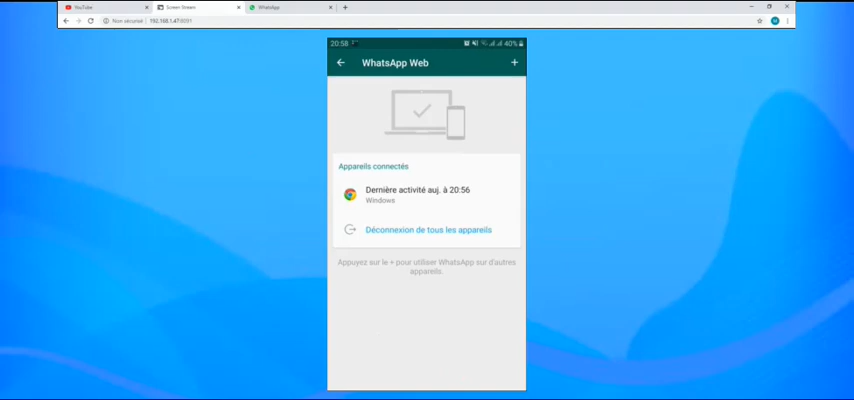 YouTube
Screen Stream
WhatsApp
Non sécurisé | 192.168.1.47:8081
M
20:58
40%
WhatsApp Web
Appareils connectés
Dernière activité auj. à 20:56
Windows
Déconnexion de tous les appareils
Appuyez sur le + pour utiliser WhatsApp sur d'autres
appareils.